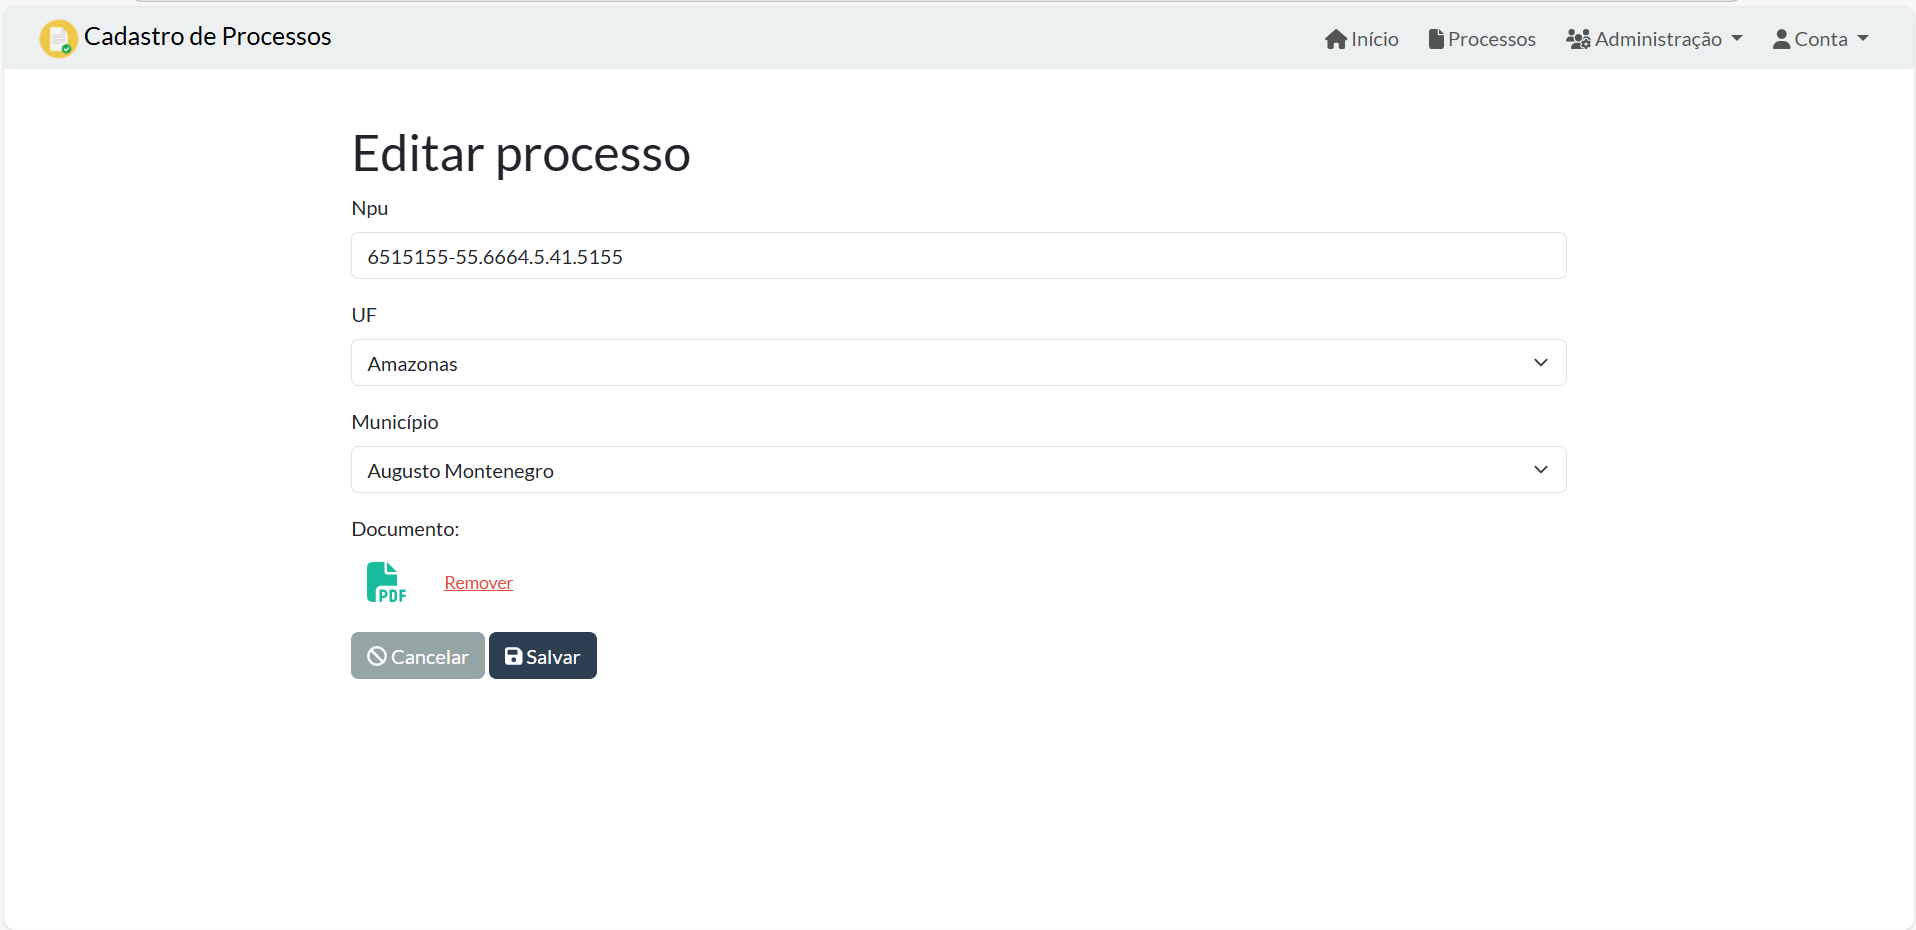 Cadastro de Processos
Início Processos Administração Conta
Editar processo
Npu
6515155-55.6664.5.41.5155
UF
Amazonas
Município
Augusto Montenegro
Documento:
PDF Remover
Cancelar Salvar